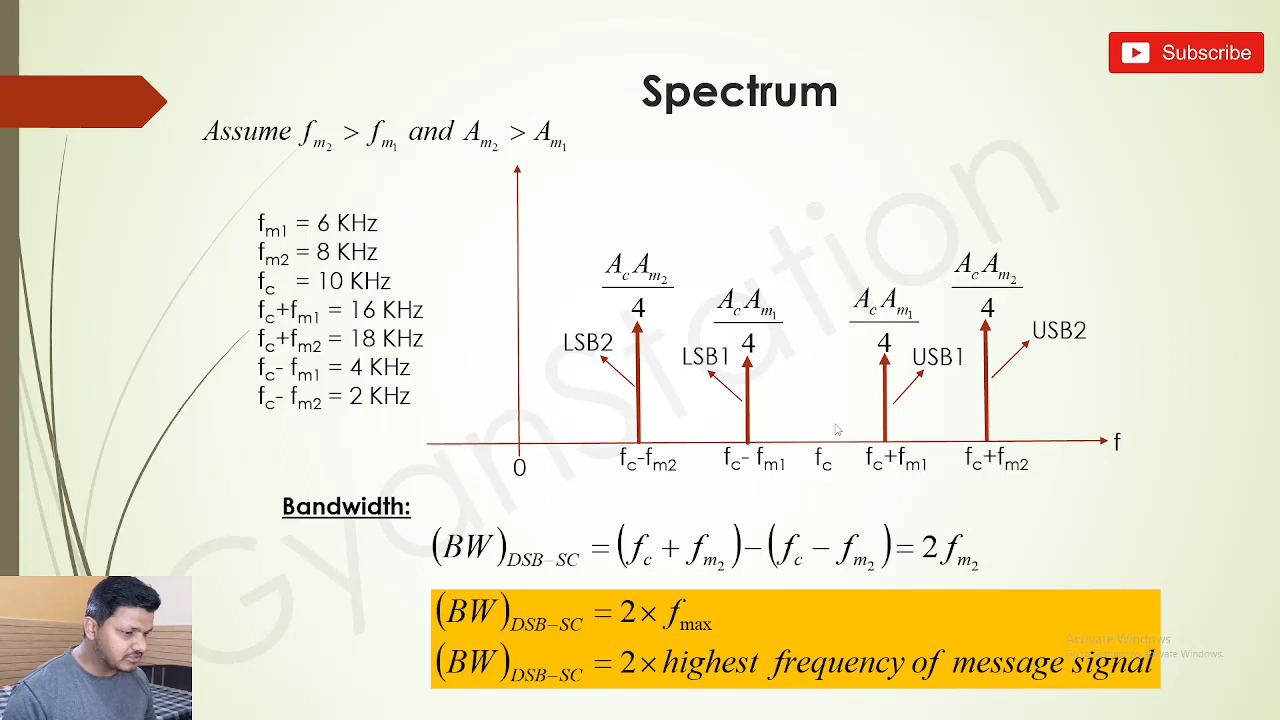 Subscribe
Spectrum
Assume f_m₂ > f_m₁ and A_m₂ > A_m₁
f_m1 = 6 KHz
f_m2 = 8 KHz
f_c = 10 KHz
f_c+f_m1 = 16 KHz
f_c+f_m2 = 18 KHz
f_c- f_m1 = 4 KHz
f_c- f_m2 = 2 KHz
A_c A_m₂ / 4
A_c A_m₁ / 4
A_c A_m₁ / 4
A_c A_m₂ / 4
LSB2
LSB1
USB1
USB2
0
f_c-f_m2
f_c- f_m1
f_c
f_c+f_m1
f_c+f_m2
f
Bandwidth:
(BW)_DSB-SC = (f_c + f_m₂) − (f_c − f_m₂) = 2 f_m₂
(BW)_DSB-SC = 2 × f_max
(BW)_DSB-SC = 2 × highest frequency of message signal
GyanStation
Activate Windows